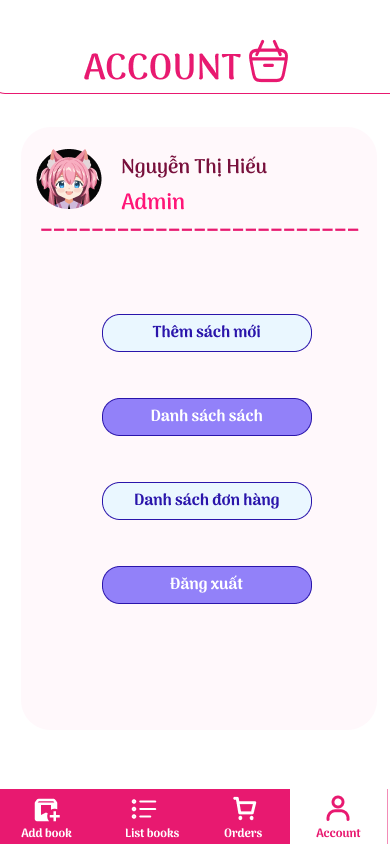 ACCOUNT
Nguyễn Thị Hiếu
Admin
Thêm sách mới
Danh sách sách
Danh sách đơn hàng
Đăng xuất
Add book
List books
Orders
Account